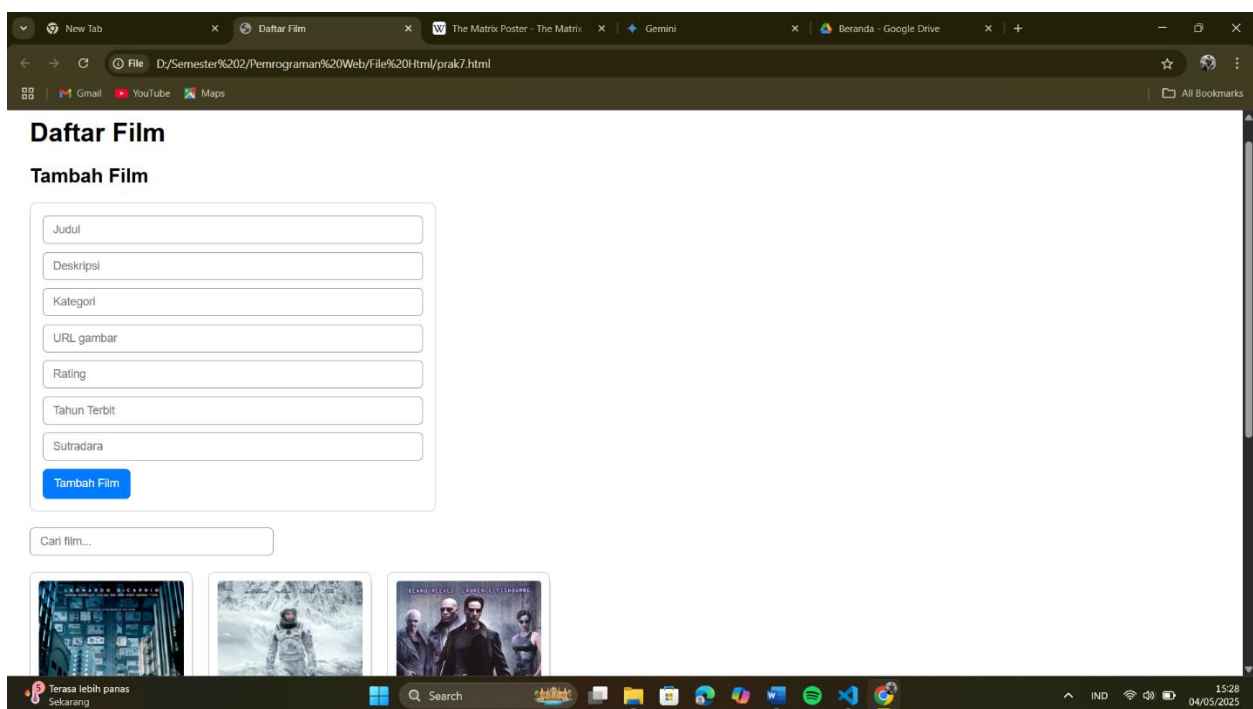 New Tab
Daftar Film
The Matrix Poster - The Matrix
Gemini
Beranda - Google Drive
File D:/Semester%202/Pemrograman%20Web/File%20Html/prak7.html
Gmail YouTube Maps
All Bookmarks
Daftar Film
Tambah Film
Judul
Deskripsi
Kategori
URL gambar
Rating
Tahun Terbit
Sutradara
Tambah Film
Cari film...
LEONARDO DICAPRIO
KEANU REEVES LAURENCE FISHBURNE
5
Terasa lebih panas
Sekarang
Search
IND
15:28
04/05/2025